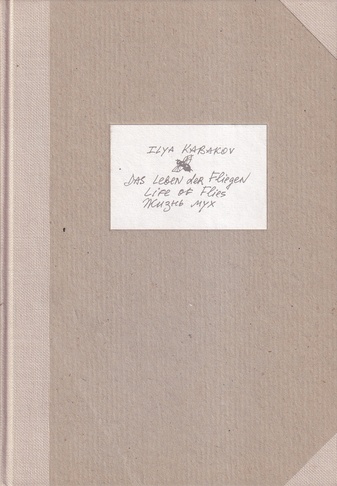 ILYA KABAKOV
DAS LEBEN DER Fliegen
LIFE OF Flies
Жизнь мух